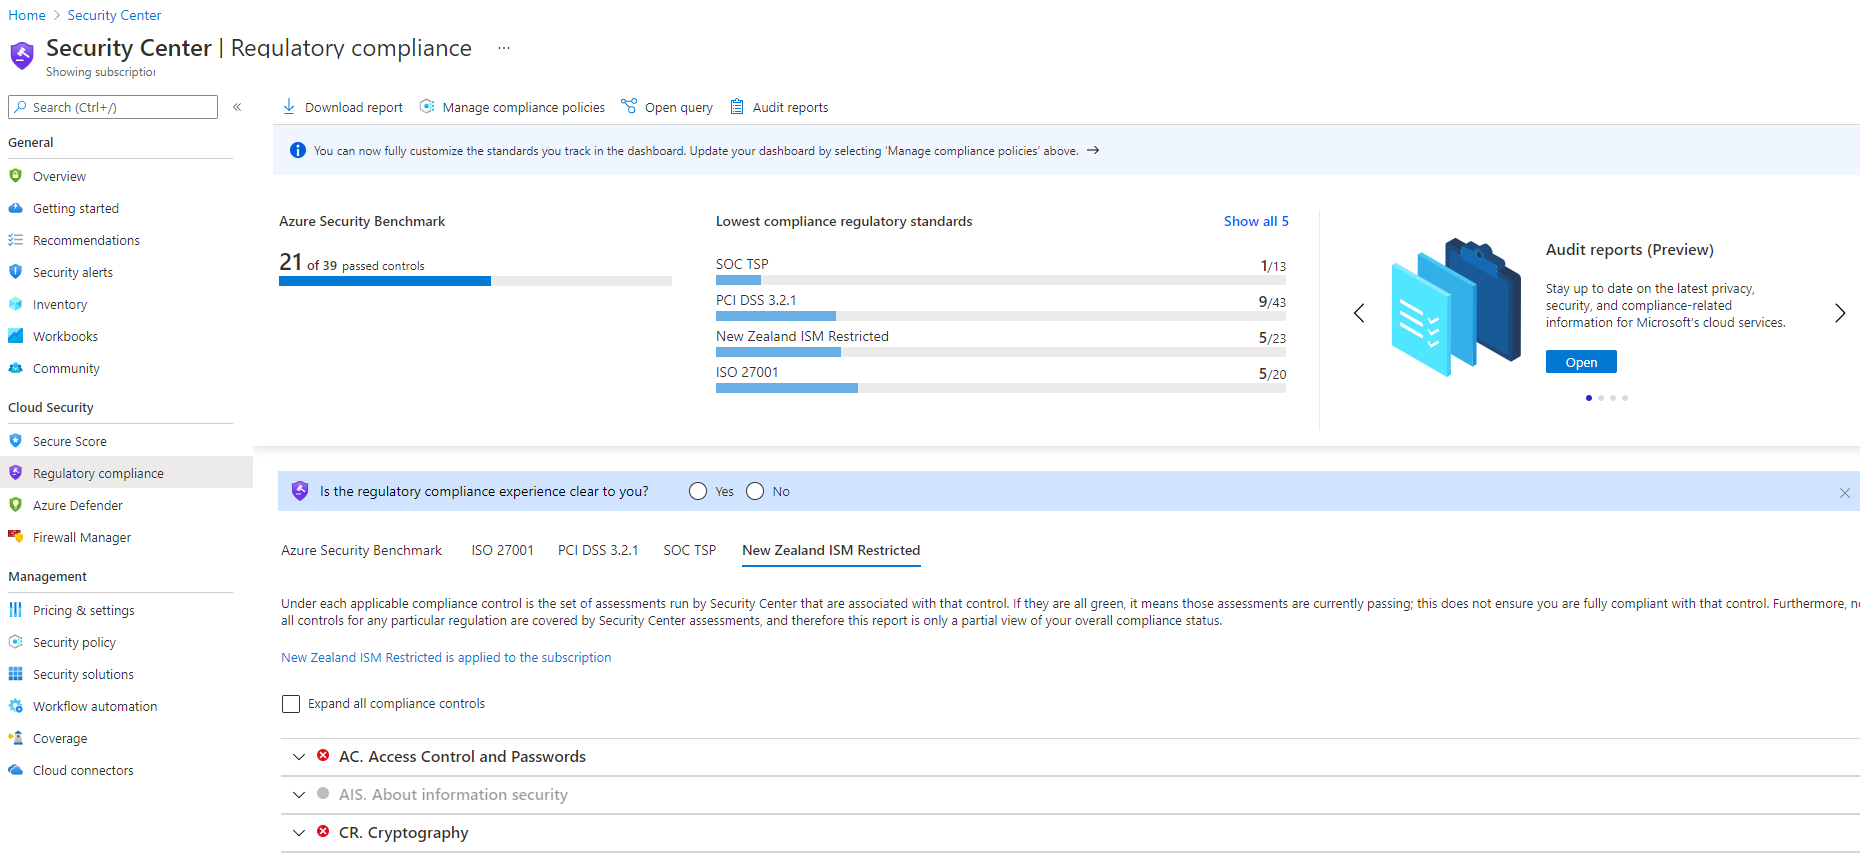 Home > Security Center
Security Center | Regulatory compliance ...
Showing subscription
Search (Ctrl+/)
«
General
Overview
Getting started
Recommendations
Security alerts
Inventory
Workbooks
Community
Cloud Security
Secure Score
Regulatory compliance
Azure Defender
Firewall Manager
Management
Pricing & settings
Security policy
Security solutions
Workflow automation
Coverage
Cloud connectors
Download report Manage compliance policies Open query Audit reports
You can now fully customize the standards you track in the dashboard. Update your dashboard by selecting 'Manage compliance policies' above. →
Azure Security Benchmark
21 of 39 passed controls
Lowest compliance regulatory standards Show all 5
SOC TSP 1/13
PCI DSS 3.2.1 9/43
New Zealand ISM Restricted 5/23
ISO 27001 5/20
Audit reports (Preview)
Stay up to date on the latest privacy,
security, and compliance-related
information for Microsoft's cloud services.
Open
Is the regulatory compliance experience clear to you? Yes No
Azure Security Benchmark ISO 27001 PCI DSS 3.2.1 SOC TSP New Zealand ISM Restricted
Under each applicable compliance control is the set of assessments run by Security Center that are associated with that control. If they are all green, it means those assessments are currently passing; this does not ensure you are fully compliant with that control. Furthermore,
all controls for any particular regulation are covered by Security Center assessments, and therefore this report is only a partial view of your overall compliance status.
New Zealand ISM Restricted is applied to the subscription
Expand all compliance controls
AC. Access Control and Passwords
AIS. About information security
CR. Cryptography